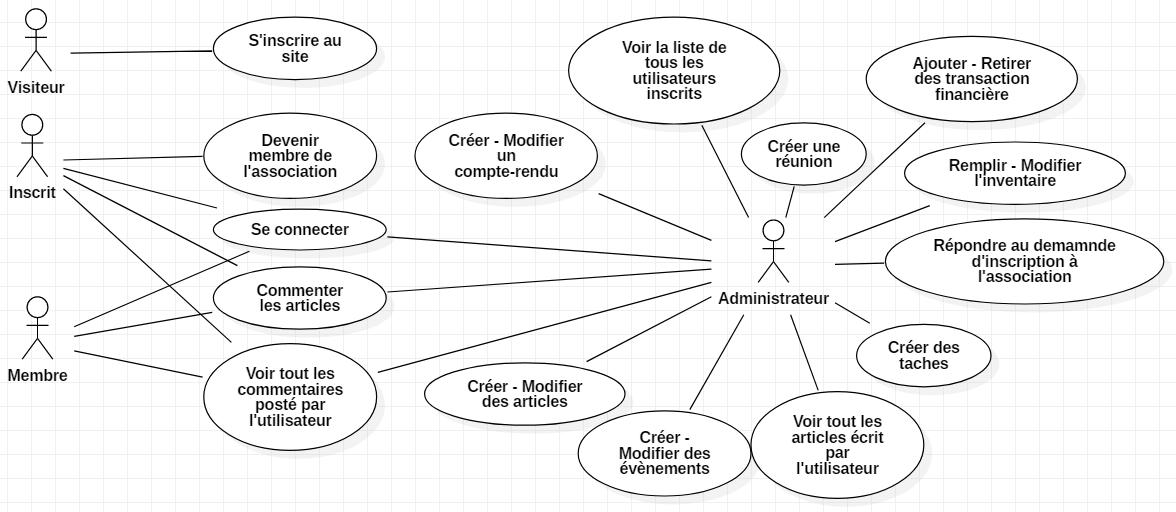 Visiteur
S'inscrire au
site
Inscrit
Devenir
membre de
l'association
Se connecter
Commenter
les articles
Membre
Voir tout les
commentaires
posté par
l'utilisateur
Créer - Modifier
un
compte-rendu
Voir la liste de
tous les
utilisateurs
inscrits
Créer une
réunion
Ajouter - Retirer
des transaction
financière
Remplir - Modifier
l'inventaire
Répondre au demamnde
d'inscription à
l'association
Administrateur
Créer des
taches
Créer - Modifier
des articles
Créer -
Modifier des
évènements
Voir tout les
articles écrit
par
l'utilisateur